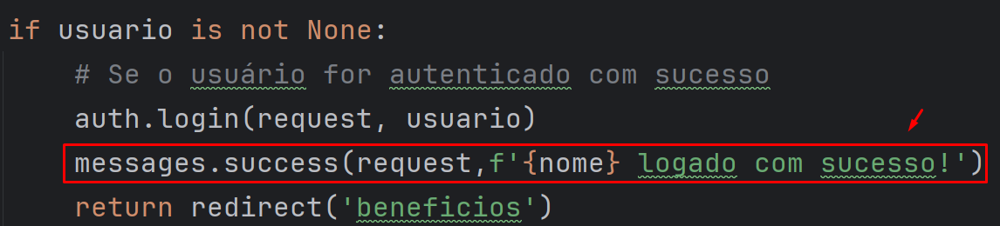 if usuario is not None:
# Se o usuário for autenticado com sucesso
auth.login(request, usuario)
messages.success(request,f'{nome} logado com sucesso!')
return redirect('beneficios')